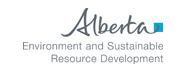 Alberta
Environment and Sustainable
Resource Development